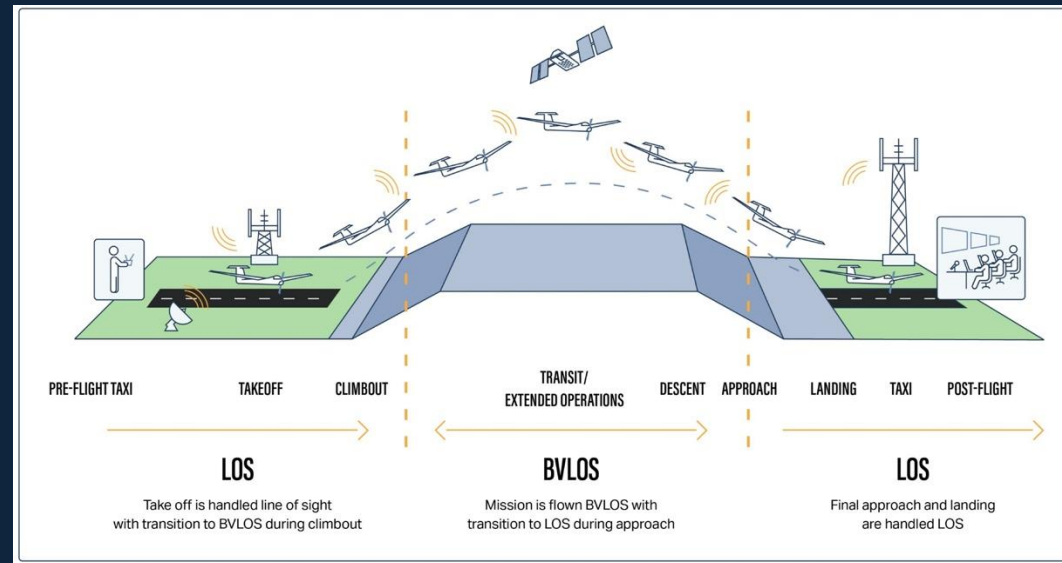 PRE-FLIGHT TAXI
TAKEOFF
CLIMBOUT
TRANSIT/
EXTENDED OPERATIONS
DESCENT
APPROACH
LANDING
TAXI
POST-FLIGHT
LOS
Take off is handled line of sight
with transition to BVLOS during climbout
BVLOS
Mission is flown BVLOS with
transition to LOS during approach
LOS
Final approach and landing
are handled LOS